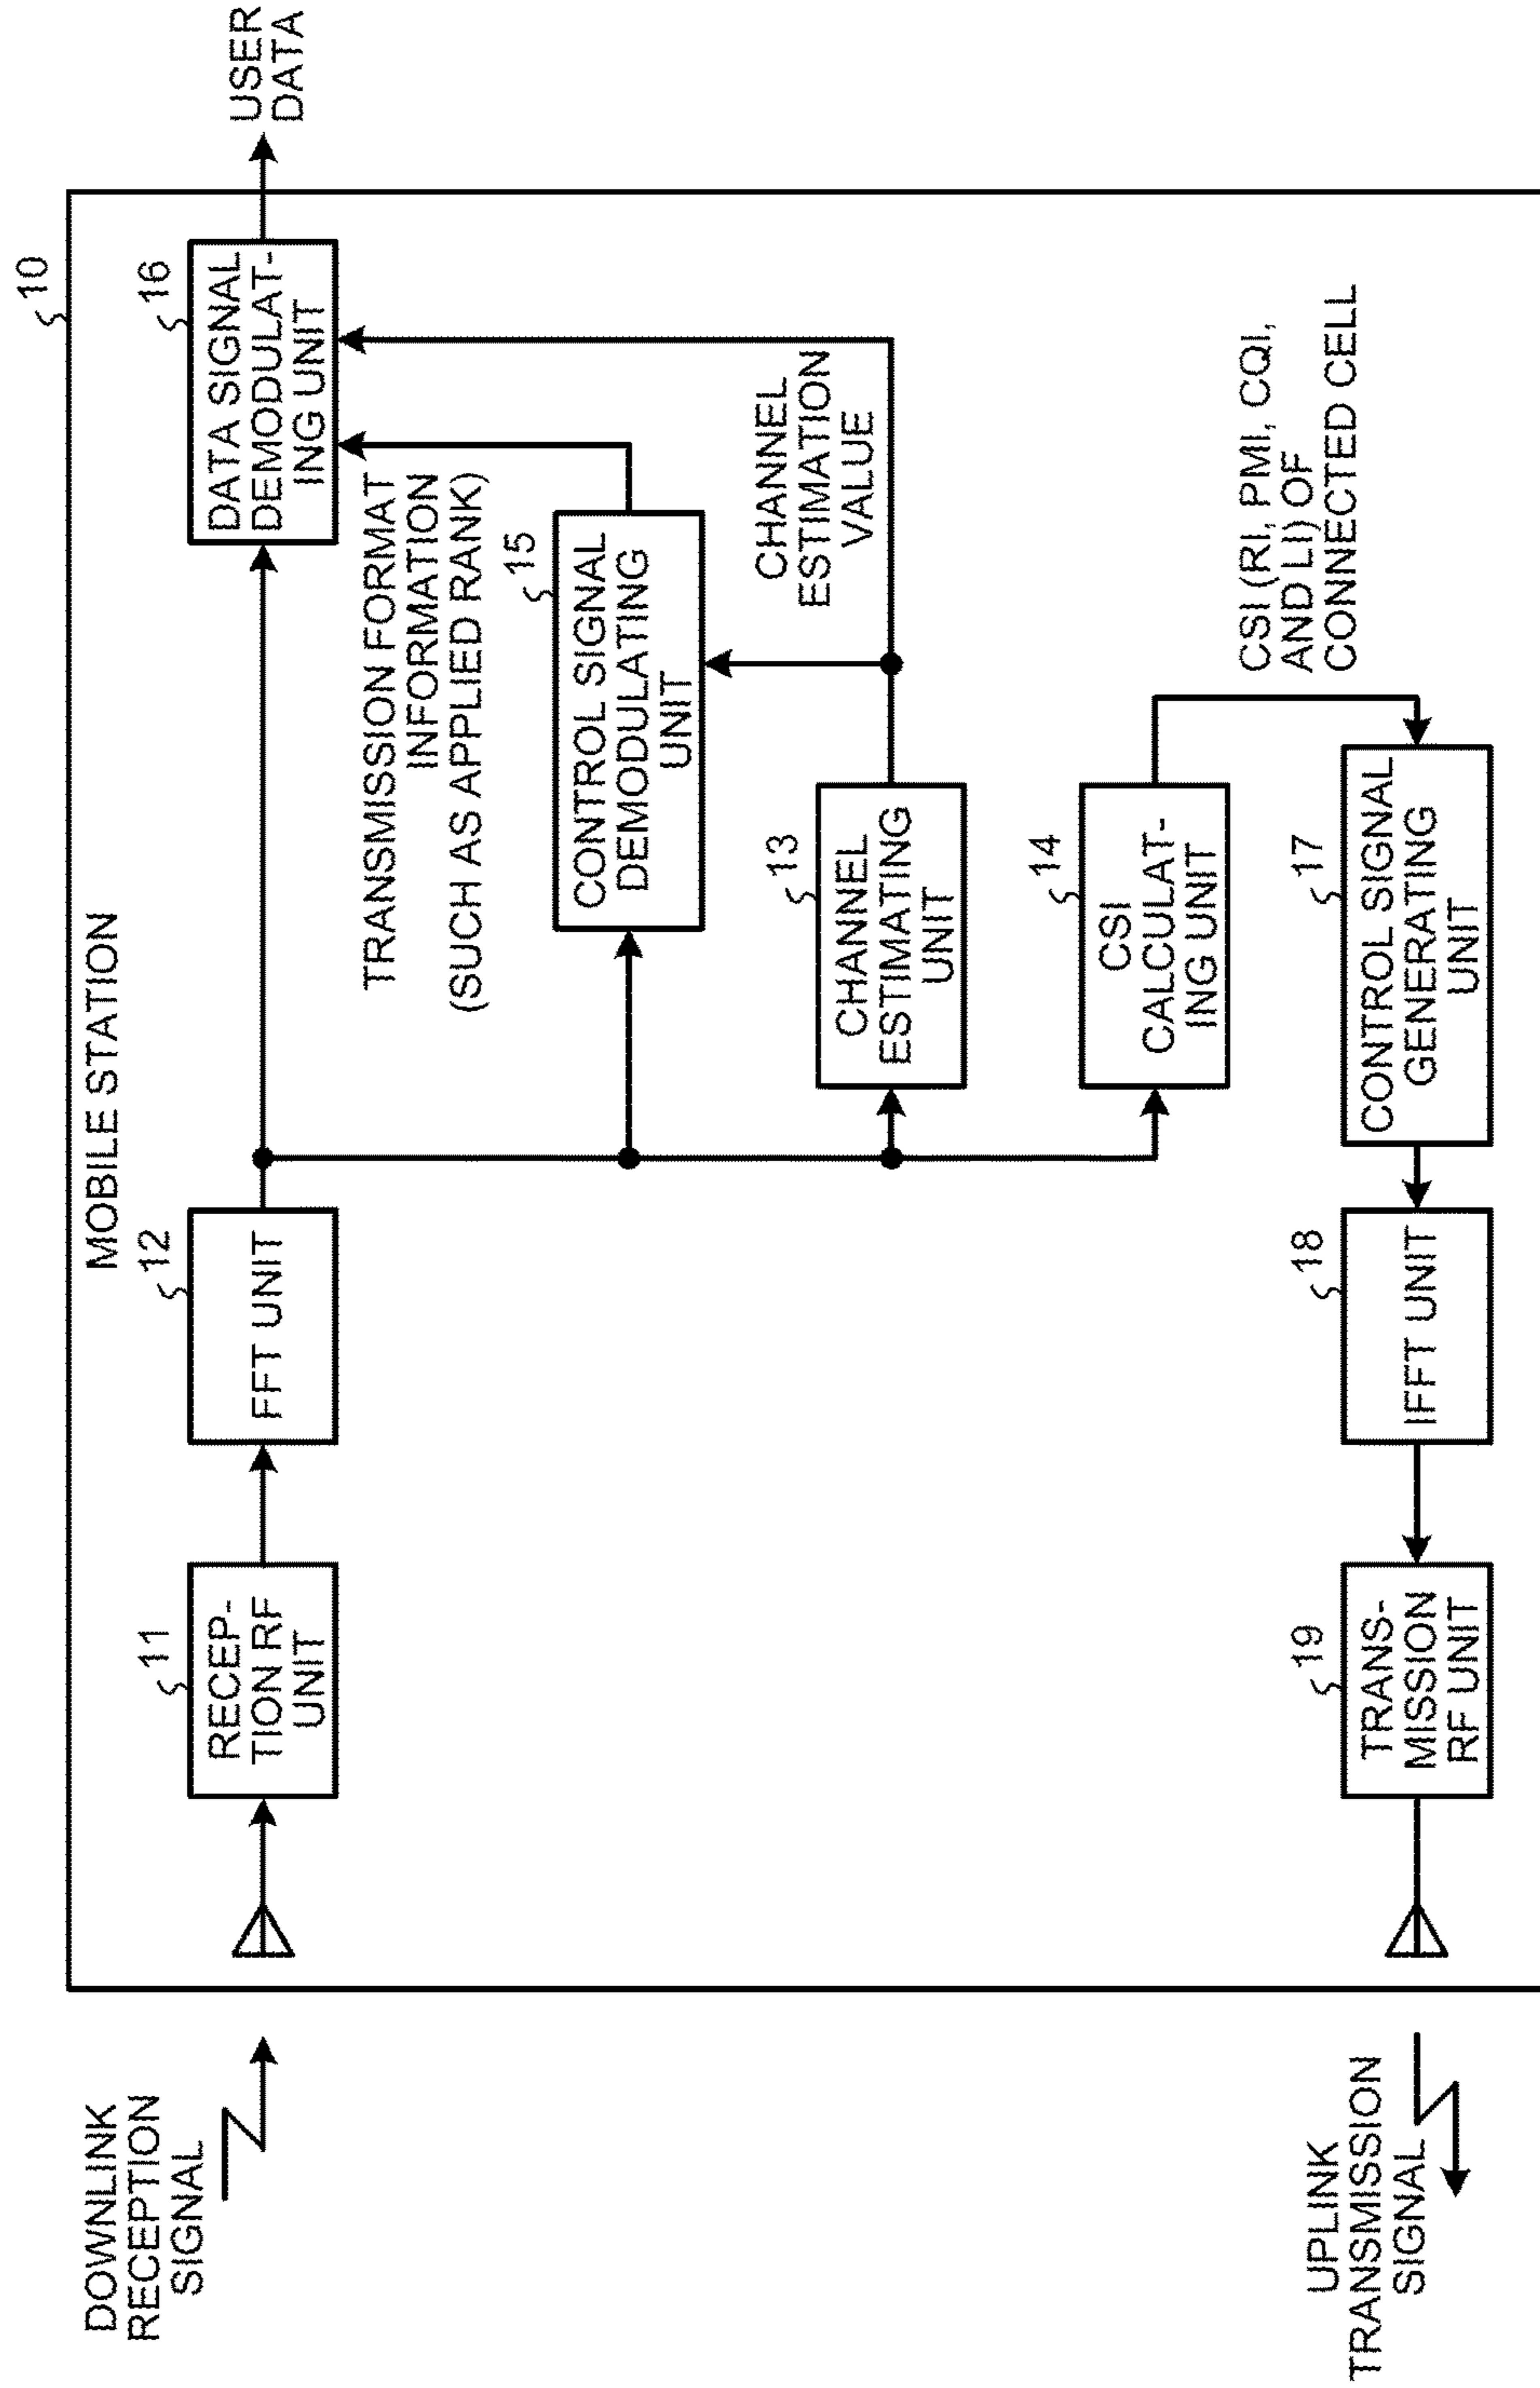 10
MOBILE STATION
DOWNLINK
RECEPTION
SIGNAL
11
RECEP-
TION RF
UNIT
12
FFT UNIT
16
DATA SIGNAL
DEMODULAT-
ING UNIT
USER
DATA
TRANSMISSION FORMAT
INFORMATION
(SUCH AS APPLIED RANK)
15
CONTROL SIGNAL
DEMODULATING
UNIT
CHANNEL
ESTIMATION
VALUE
13
CHANNEL
ESTIMATING
UNIT
14
CSI
CALCULAT-
ING UNIT
CSI (RI, PMI, CQI,
AND LI) OF
CONNECTED CELL
UPLINK
TRANSMISSION
SIGNAL
19
TRANS-
MISSION
RF UNIT
18
IFFT UNIT
17
CONTROL SIGNAL
GENERATING
UNIT